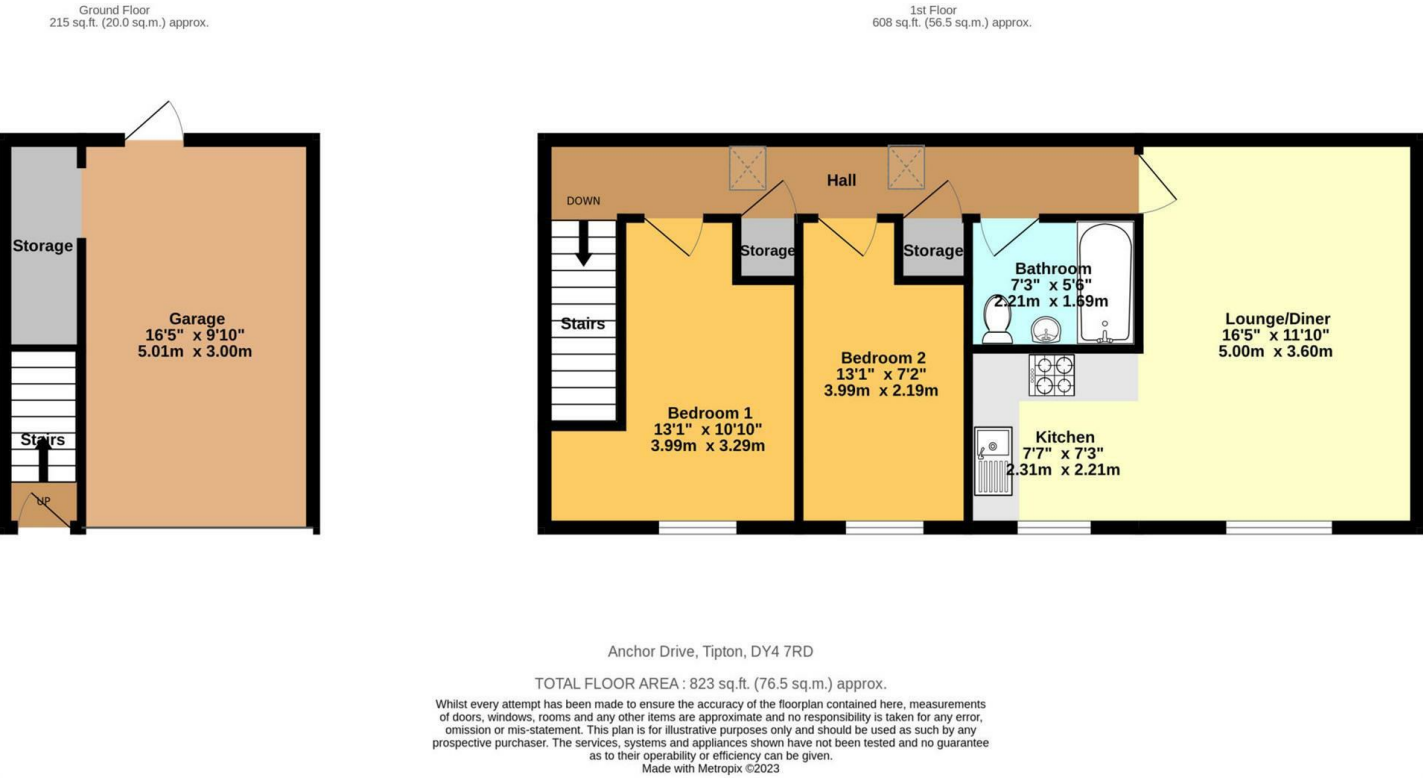 Ground Floor
215 sq.ft. (20.0 sq.m.) approx.
1st Floor
608 sq.ft. (56.5 sq.m.) approx.
Storage
Garage
16'5" x 9'10"
5.01m x 3.00m
Stairs
UP
Hall
DOWN
Stairs
Storage
Storage
Bathroom
7'3" x 5'6"
2.21m x 1.69m
Lounge/Diner
16'5" x 11'10"
5.00m x 3.60m
Bedroom 2
13'1" x 7'2"
3.99m x 2.19m
Bedroom 1
13'1" x 10'10"
3.99m x 3.29m
Kitchen
7'7" x 7'3"
2.31m x 2.21m
Anchor Drive, Tipton, DY4 7RD
TOTAL FLOOR AREA : 823 sq.ft. (76.5 sq.m.) approx.
Whilst every attempt has been made to ensure the accuracy of the floorplan contained here, measurements
of doors, windows, rooms and any other items are approximate and no responsibility is taken for any error,
omission or mis-statement. This plan is for illustrative purposes only and should be used as such by any
prospective purchaser. The services, systems and appliances shown have not been tested and no guarantee
as to their operability or efficiency can be given.
Made with Metropix ©2023